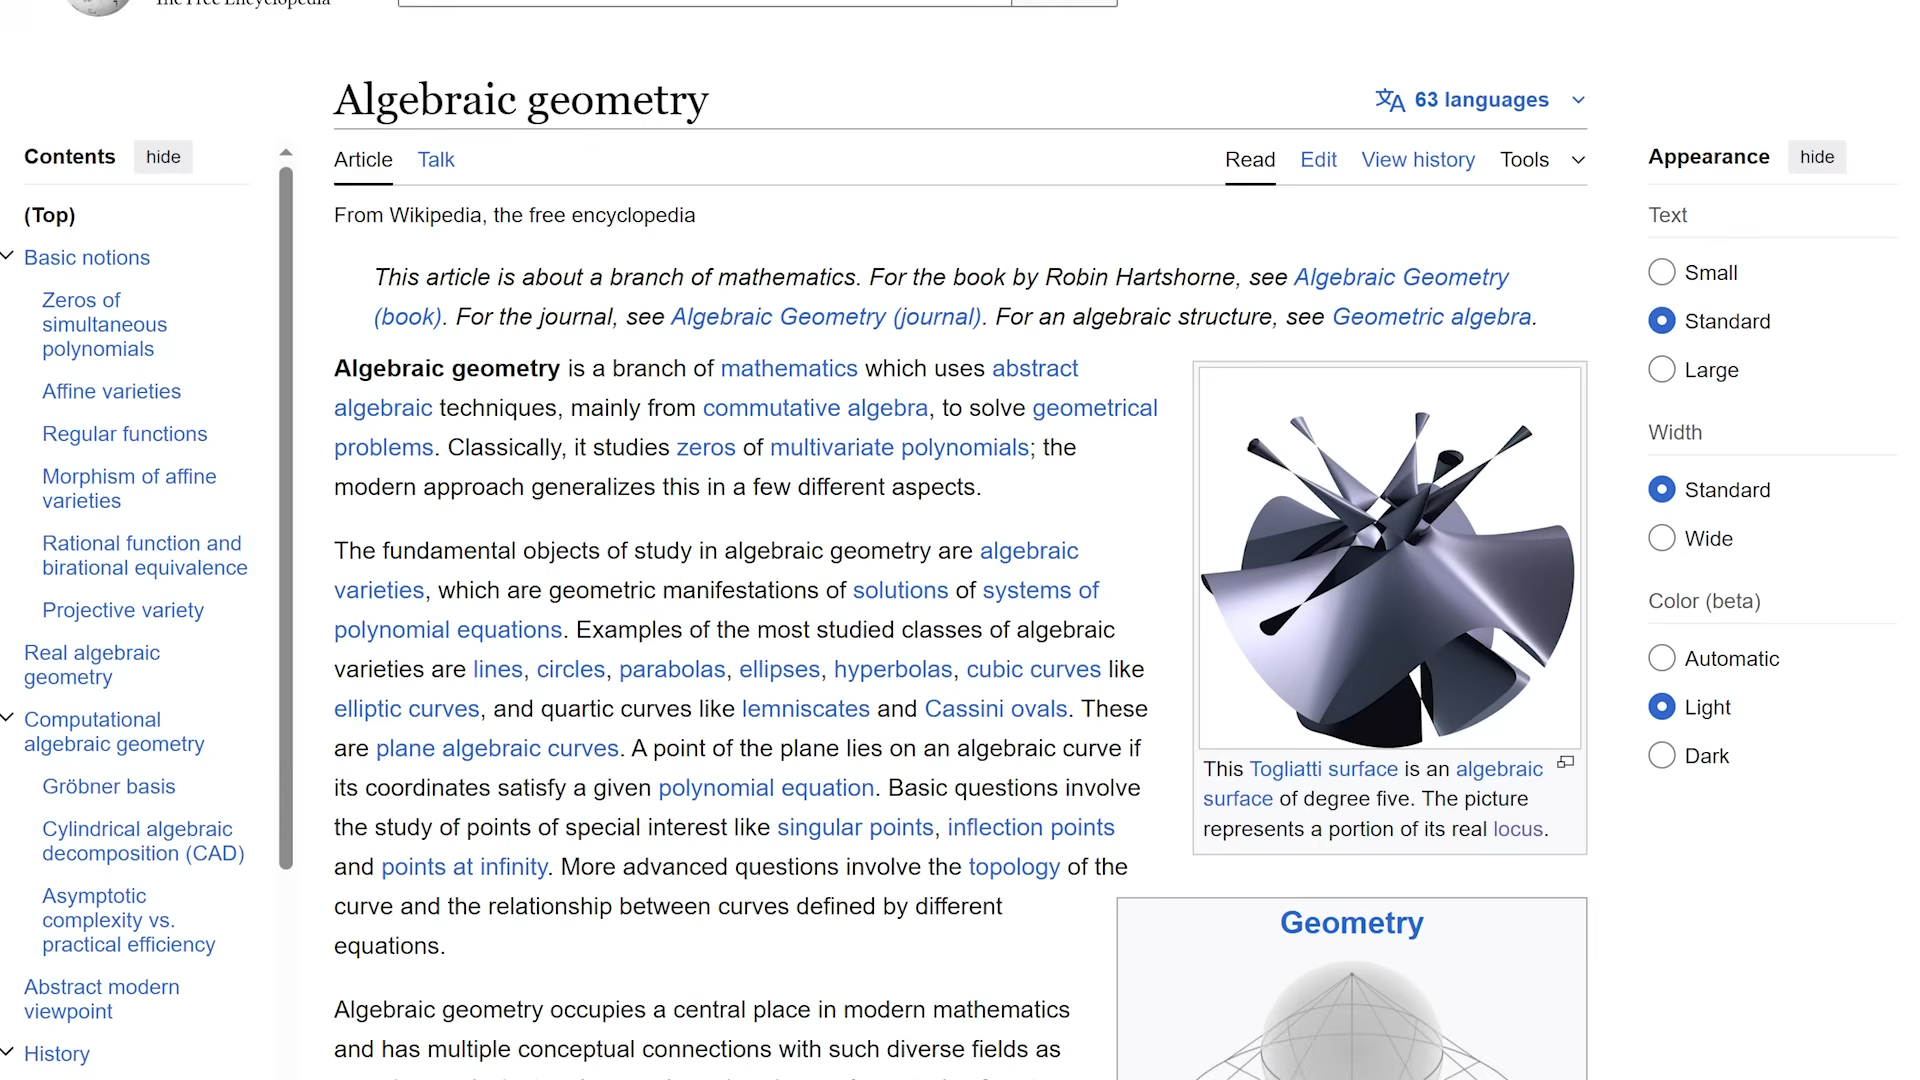 The Free Encyclopedia
Algebraic geometry
63 languages
Contents
hide
Article
Talk
Read
Edit
View history
Tools
Appearance
hide
(Top)
From Wikipedia, the free encyclopedia
Text
Basic notions
Zeros of
simultaneous
polynomials
Affine varieties
Regular functions
Morphism of affine
varieties
Rational function and
birational equivalence
Projective variety
Real algebraic
geometry
Computational
algebraic geometry
Gröbner basis
Cylindrical algebraic
decomposition (CAD)
Asymptotic
complexity vs.
practical efficiency
Abstract modern
viewpoint
History
This article is about a branch of mathematics. For the book by Robin Hartshorne, see Algebraic Geometry
(book). For the journal, see Algebraic Geometry (journal). For an algebraic structure, see Geometric algebra.
Algebraic geometry is a branch of mathematics which uses abstract
algebraic techniques, mainly from commutative algebra, to solve geometrical
problems. Classically, it studies zeros of multivariate polynomials; the
modern approach generalizes this in a few different aspects.
The fundamental objects of study in algebraic geometry are algebraic
varieties, which are geometric manifestations of solutions of systems of
polynomial equations. Examples of the most studied classes of algebraic
varieties are lines, circles, parabolas, ellipses, hyperbolas, cubic curves like
elliptic curves, and quartic curves like lemniscates and Cassini ovals. These
are plane algebraic curves. A point of the plane lies on an algebraic curve if
its coordinates satisfy a given polynomial equation. Basic questions involve
the study of points of special interest like singular points, inflection points
and points at infinity. More advanced questions involve the topology of the
curve and the relationship between curves defined by different
equations.
Algebraic geometry occupies a central place in modern mathematics
and has multiple conceptual connections with such diverse fields as
This Togliatti surface is an algebraic
surface of degree five. The picture
represents a portion of its real locus.
Geometry
Small
Standard
Large
Width
Standard
Wide
Color (beta)
Automatic
Light
Dark